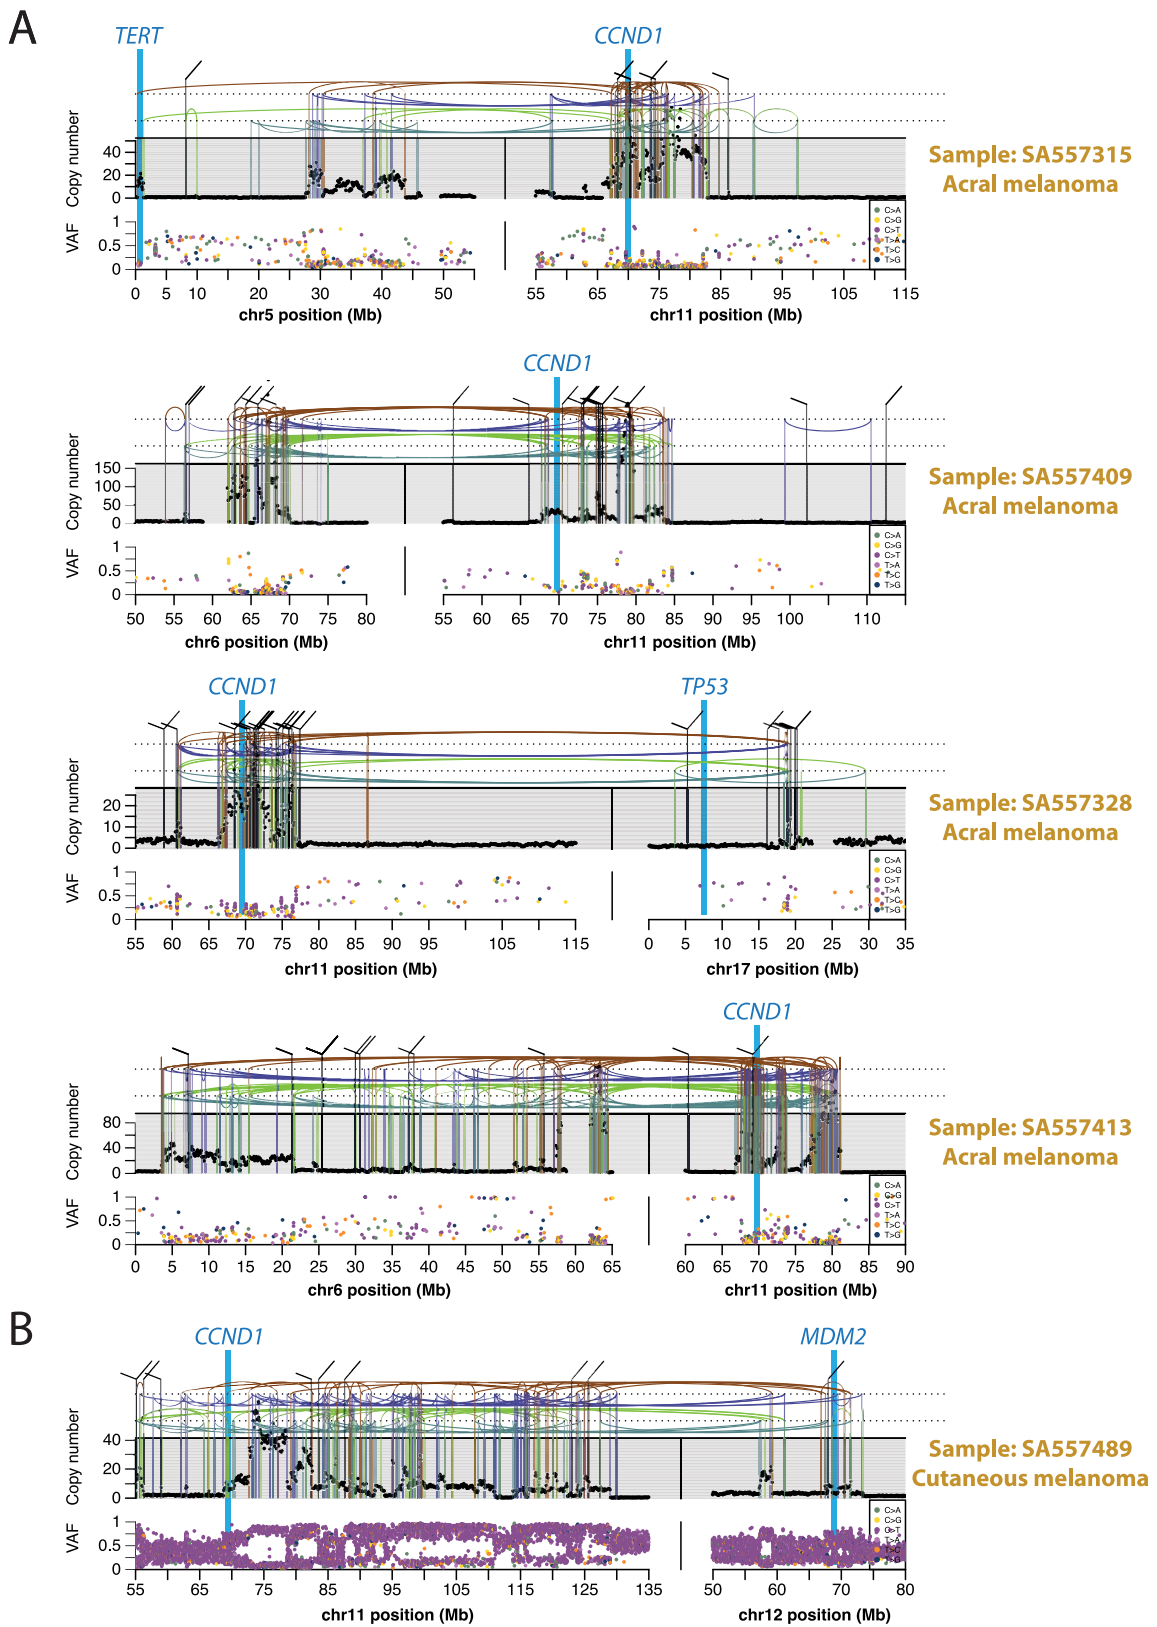 A
TERT CCND1
Copy number
40
20
0
VAF
1
0.5
0
C>A
C>G
C>T
T>A
T>C
T>G
0 5 10 20 30 40 50 55 65 75 85 95 105 115
chr5 position (Mb) chr11 position (Mb)
Sample: SA557315
Acral melanoma
CCND1
Copy number
150
100
50
0
VAF
1
0.5
0
C>A
C>G
C>T
T>A
T>C
T>G
50 55 65 65 70 75 80 55 60 65 70 75 80 85 90 95 100 110
chr6 position (Mb) chr11 position (Mb)
Sample: SA557409
Acral melanoma
CCND1 TP53
Copy number
20
10
0
VAF
1
0.5
0
C>A
C>G
C>T
T>A
T>C
T>G
55 60 65 70 75 80 85 90 95 105 115 0 5 10 15 20 25 30 35
chr11 position (Mb) chr17 position (Mb)
Sample: SA557328
Acral melanoma
CCND1
Copy number
80
40
0
VAF
1
0.5
0
C>A
C>G
C>T
T>A
T>C
T>G
0 5 10 15 20 25 30 35 40 45 50 55 60 65 60 65 70 75 80 85 90
chr6 position (Mb) chr11 position (Mb)
Sample: SA557413
Acral melanoma
B
CCND1 MDM2
Copy number
40
20
0
VAF
1
0.5
0
C>A
C>G
C>T
T>A
T>C
T>G
55 65 75 85 95 105 115 125 135 50 60 70 80
chr11 position (Mb) chr12 position (Mb)
Sample: SA557489
Cutaneous melanoma